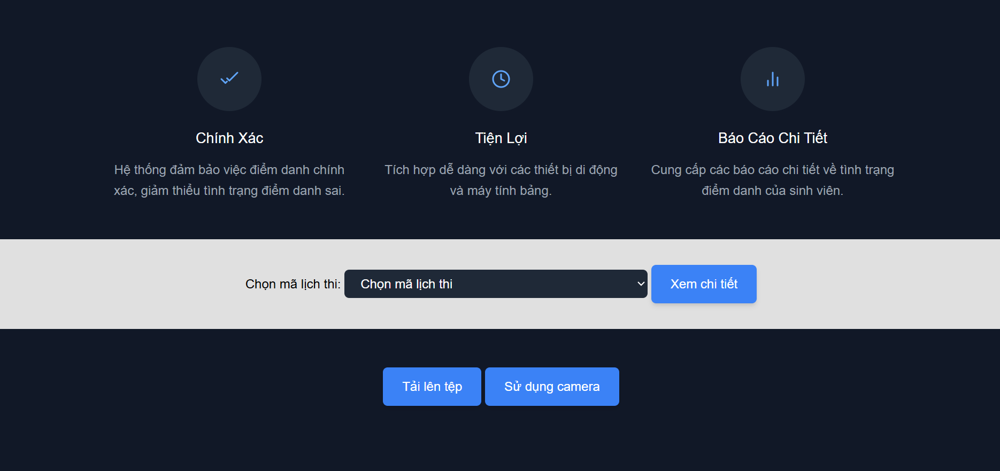 Chính Xác
Hệ thống đảm bảo việc điểm danh chính
xác, giảm thiểu tình trạng điểm danh sai.
Tiện Lợi
Tích hợp dễ dàng với các thiết bị di động
và máy tính bảng.
Báo Cáo Chi Tiết
Cung cấp các báo cáo chi tiết về tình trạng
điểm danh của sinh viên.
Chọn mã lịch thi: Chọn mã lịch thi Xem chi tiết
Tải lên tệp Sử dụng camera